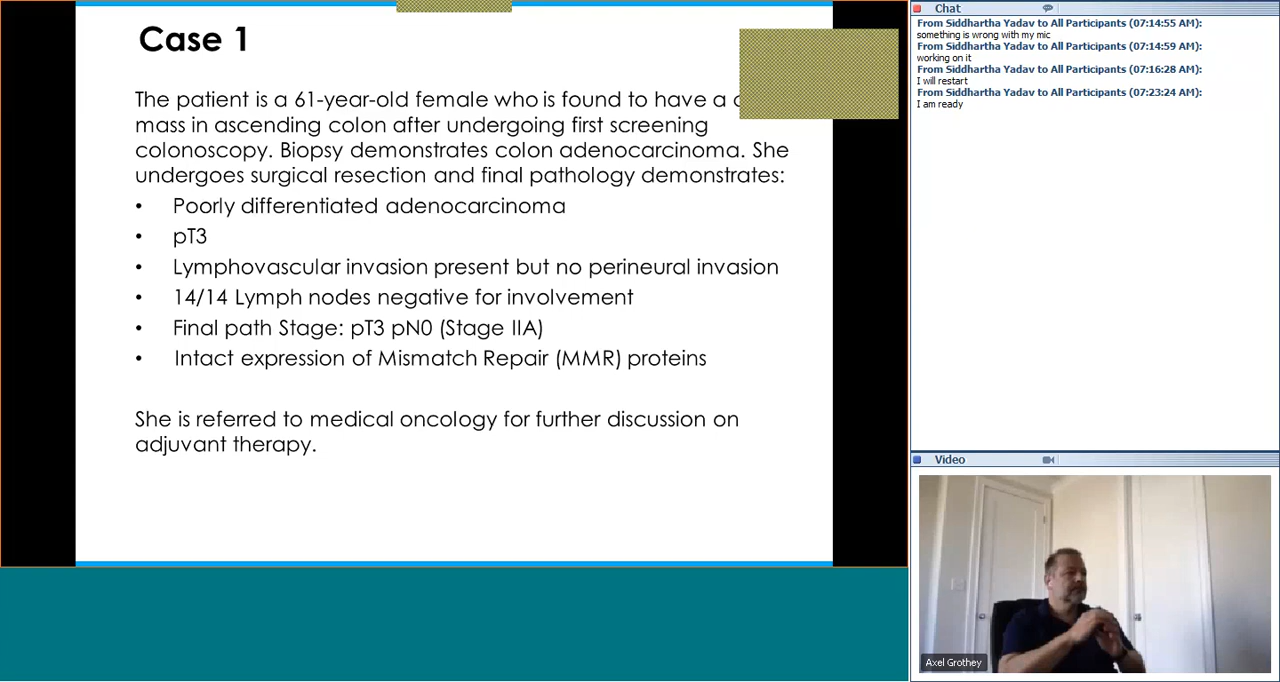 Case 1
The patient is a 61-year-old female who is found to have a
mass in ascending colon after undergoing first screening
colonoscopy. Biopsy demonstrates colon adenocarcinoma. She
undergoes surgical resection and final pathology demonstrates:
• Poorly differentiated adenocarcinoma
• pT3
• Lymphovascular invasion present but no perineural invasion
• 14/14 Lymph nodes negative for involvement
• Final path Stage: pT3 pN0 (Stage IIA)
• Intact expression of Mismatch Repair (MMR) proteins
She is referred to medical oncology for further discussion on
adjuvant therapy.
Chat
From Siddhartha Yadav to All Participants (07:14:55 AM):
something is wrong with my mic
From Siddhartha Yadav to All Participants (07:14:59 AM):
working on it
From Siddhartha Yadav to All Participants (07:16:28 AM):
I will restart
From Siddhartha Yadav to All Participants (07:23:24 AM):
I am ready
Video
Axel Grothey